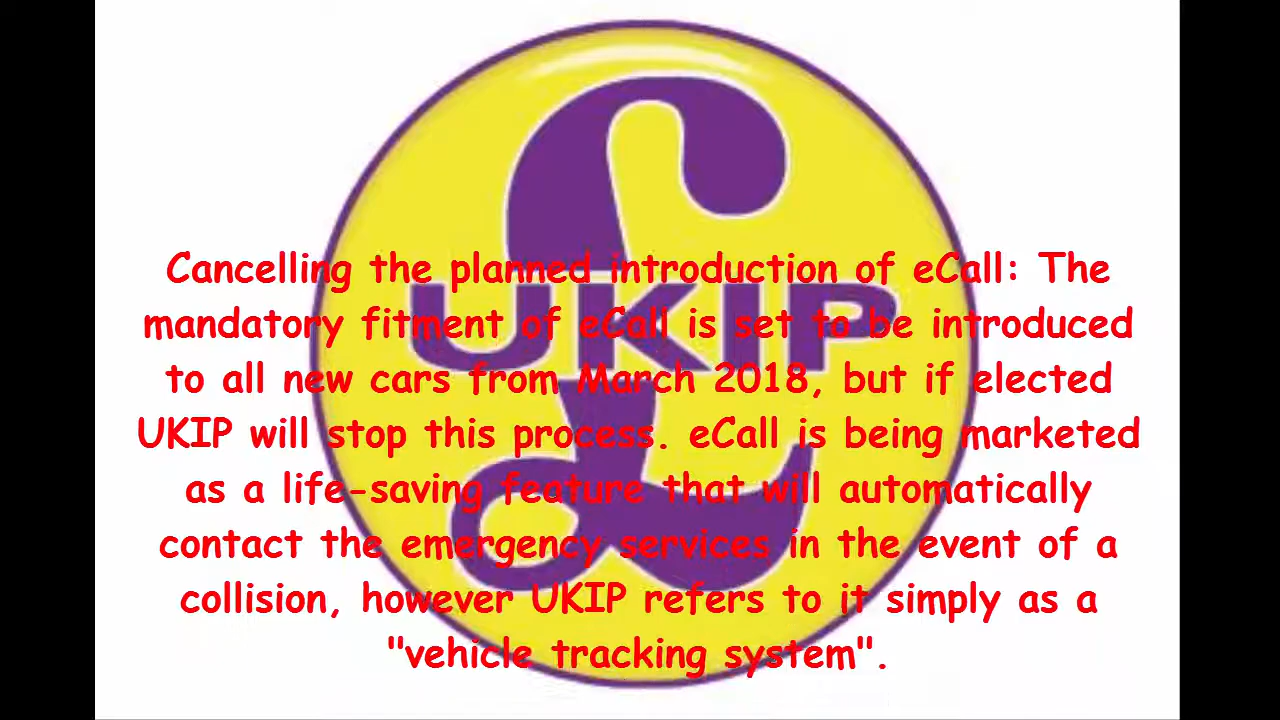 Cancelling the planned introduction of eCall: The
mandatory fitment of eCall is set to be introduced
to all new cars from March 2018, but if elected
UKIP will stop this process. eCall is being marketed
as a life-saving feature that will automatically
contact the emergency services in the event of a
collision, however UKIP refers to it simply as a
"vehicle tracking system".
£
UKIP